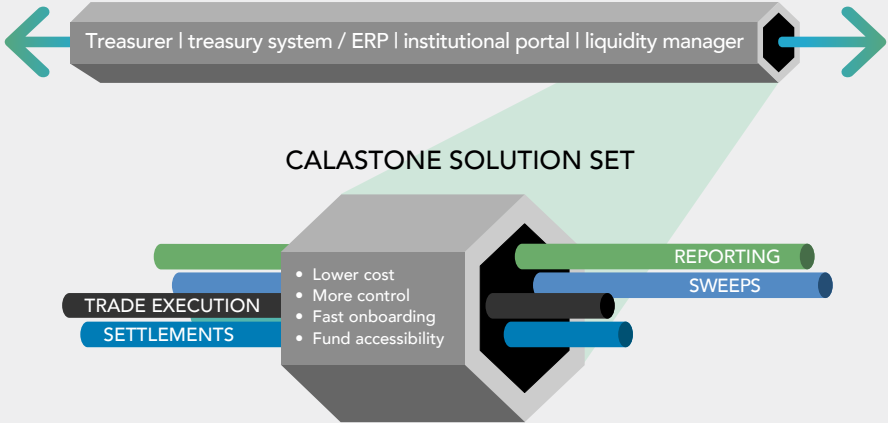 Treasurer | treasury system / ERP | institutional portal | liquidity manager
CALASTONE SOLUTION SET
• Lower cost
• More control
• Fast onboarding
• Fund accessibility
TRADE EXECUTION
SETTLEMENTS
REPORTING
SWEEPS